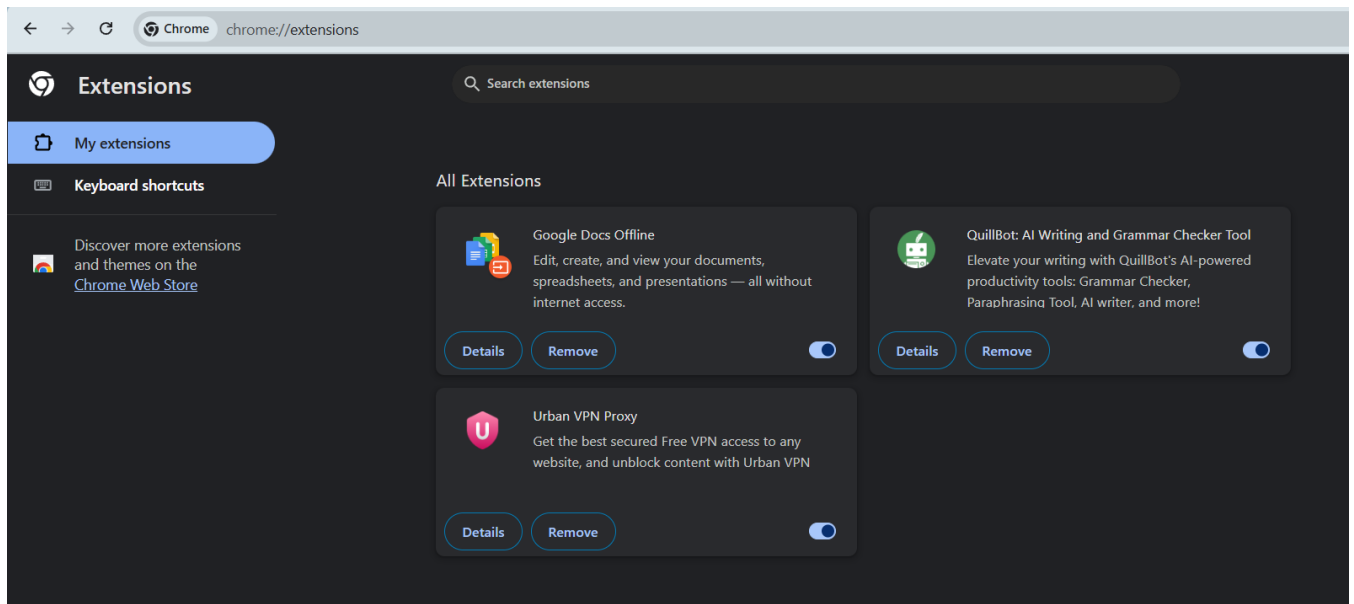 Chrome
chrome://extensions
Extensions
Search extensions
My extensions
Keyboard shortcuts
Discover more extensions
and themes on the
Chrome Web Store
All Extensions
Google Docs Offline
Edit, create, and view your documents,
spreadsheets, and presentations — all without
internet access.
Details
Remove
QuillBot: AI Writing and Grammar Checker Tool
Elevate your writing with QuillBot's AI-powered
productivity tools: Grammar Checker,
Paraphrasing Tool, AI writer, and more!
Details
Remove
U
Urban VPN Proxy
Get the best secured Free VPN access to any
website, and unblock content with Urban VPN
Details
Remove